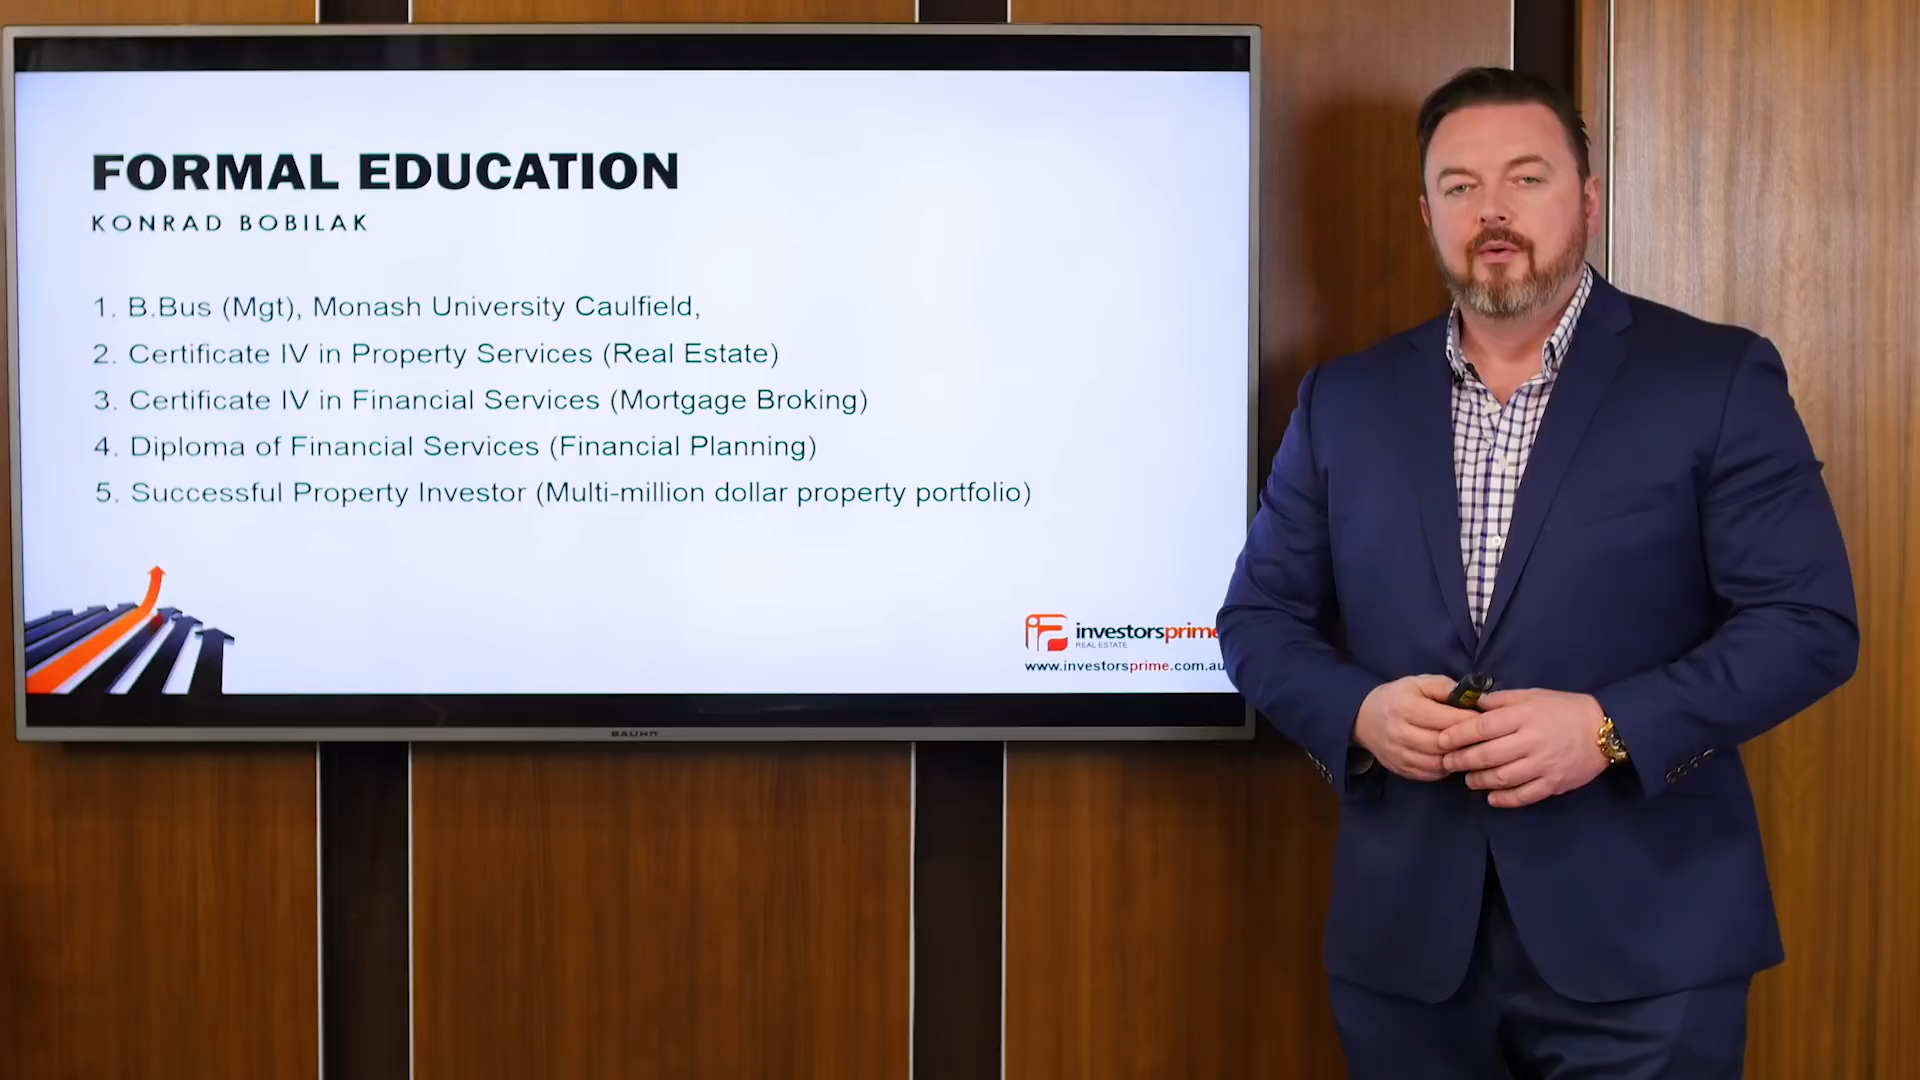 FORMAL EDUCATION
KONRAD BOBILAK
1. B.Bus (Mgt), Monash University Caulfield,
2. Certificate IV in Property Services (Real Estate)
3. Certificate IV in Financial Services (Mortgage Broking)
4. Diploma of Financial Services (Financial Planning)
5. Successful Property Investor (Multi-million dollar property portfolio)
investorsprime
REAL ESTATE
www.investorsprime.com.au
BAUHN